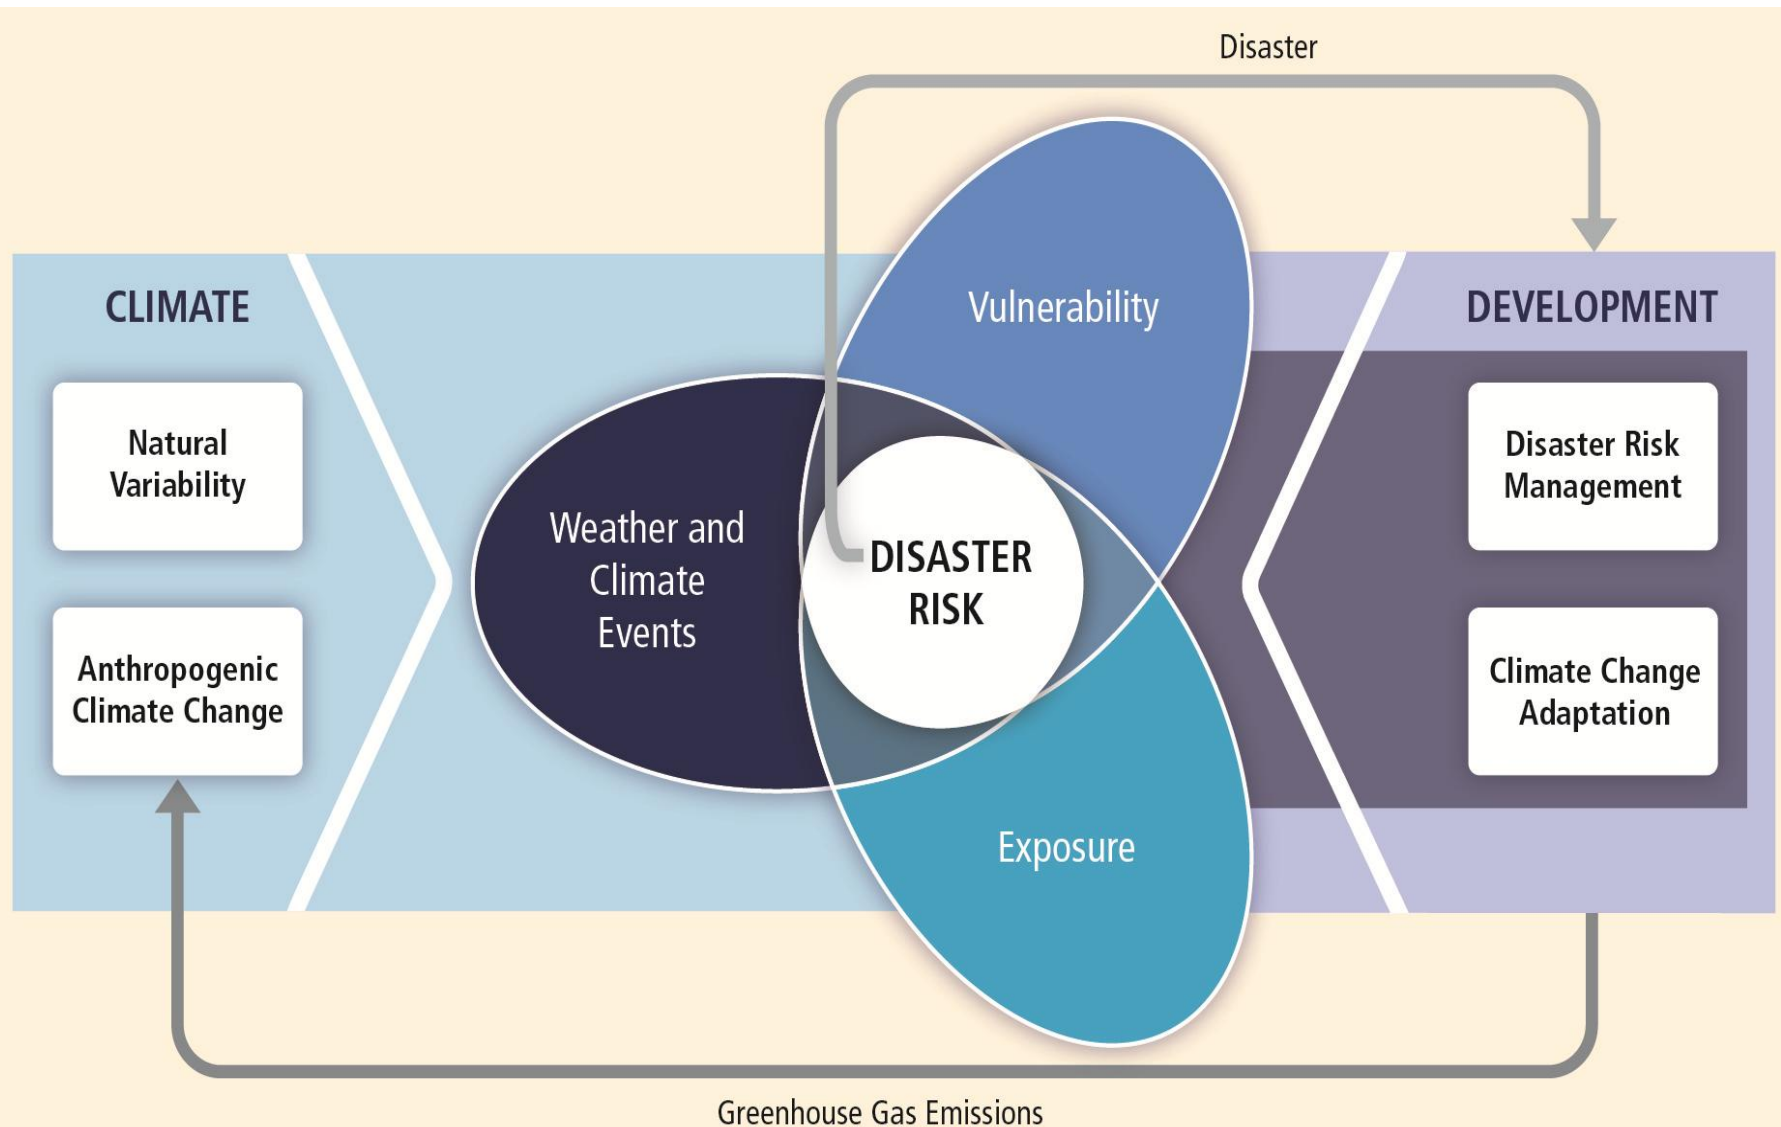 Disaster
CLIMATE
Natural
Variability
Anthropogenic
Climate Change
Weather and
Climate
Events
Vulnerability
DISASTER
RISK
Exposure
DEVELOPMENT
Disaster Risk
Management
Climate Change
Adaptation
Greenhouse Gas Emissions